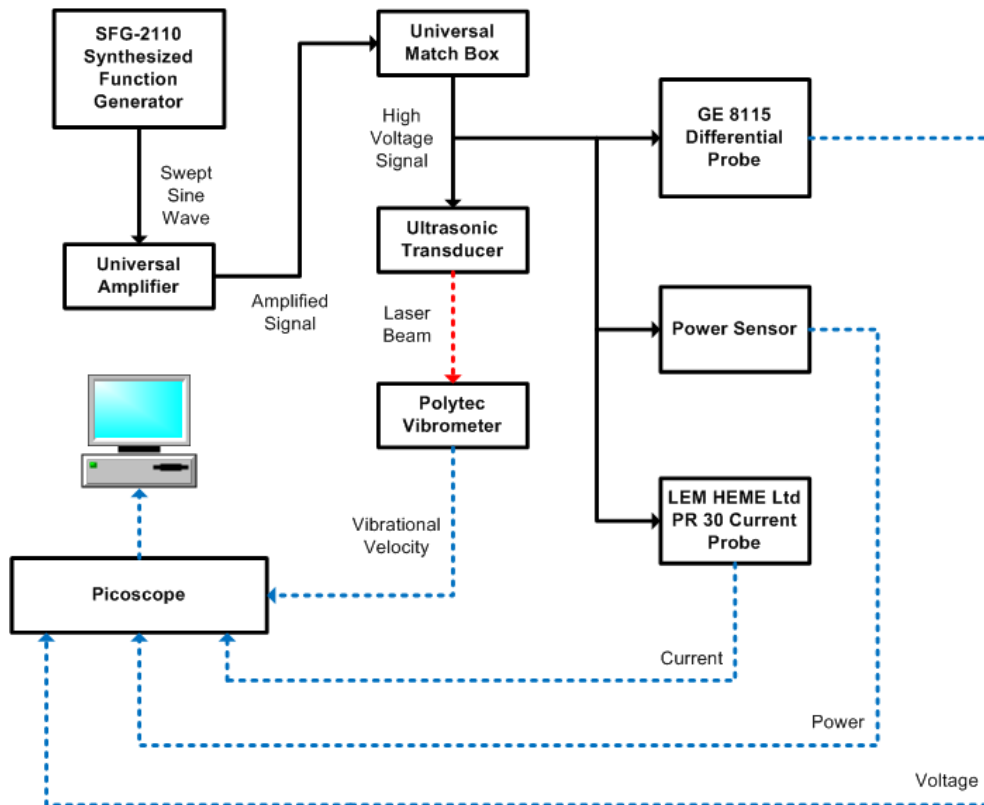 SFG-2110
Synthesized
Function
Generator
Universal
Match Box
GE 8115
Differential
Probe
High
Voltage
Signal
Swept
Sine
Wave
Ultrasonic
Transducer
Universal
Amplifier
Amplified
Signal
Laser
Beam
Power Sensor
Polytec
Vibrometer
LEM HEME Ltd
PR 30 Current
Probe
Vibrational
Velocity
Picoscope
Current
Power
Voltage